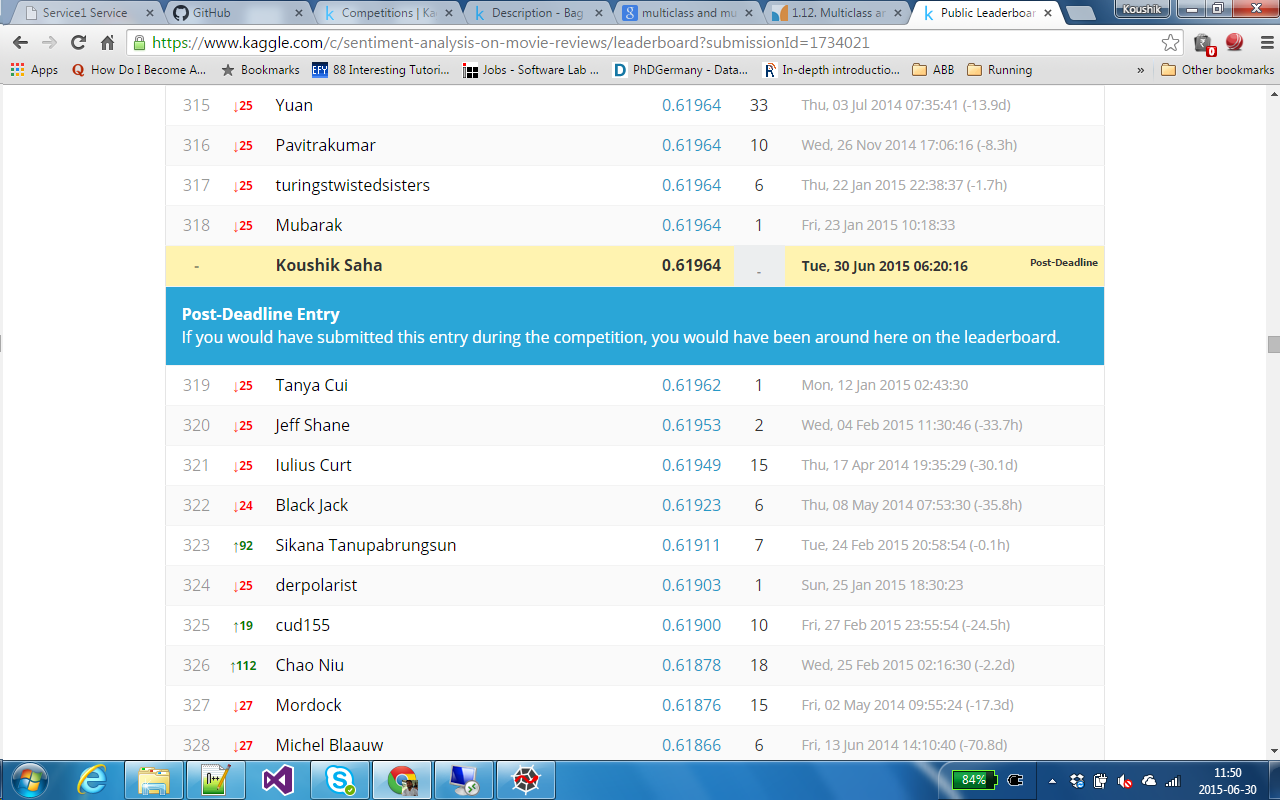 Service1 Service
GitHub
Competitions | Ka
Description - Bag
multiclass and mu
1.12. Multiclass an
Public Leaderboar
Koushik
https://www.kaggle.com/c/sentiment-analysis-on-movie-reviews/leaderboard?submissionId=1734021
0
Apps How Do I Become A... Bookmarks EFY 88 Interesting Tutori... Jobs - Software Lab ... D PhDGermany - Data... R In-depth introductio... ABB Running » Other bookmarks
315 ↓25 Yuan 0.61964 33 Thu, 03 Jul 2014 07:35:41 (-13.9d)
316 ↓25 Pavitrakumar 0.61964 10 Wed, 26 Nov 2014 17:06:16 (-8.3h)
317 ↓25 turingstwistedsisters 0.61964 6 Thu, 22 Jan 2015 22:38:37 (-1.7h)
318 ↓25 Mubarak 0.61964 1 Fri, 23 Jan 2015 10:18:33
- Koushik Saha 0.61964 - Tue, 30 Jun 2015 06:20:16 Post-Deadline
Post-Deadline Entry
If you would have submitted this entry during the competition, you would have been around here on the leaderboard.
319 ↓25 Tanya Cui 0.61962 1 Mon, 12 Jan 2015 02:43:30
320 ↓25 Jeff Shane 0.61953 2 Wed, 04 Feb 2015 11:30:46 (-33.7h)
321 ↓25 Iulius Curt 0.61949 15 Thu, 17 Apr 2014 19:35:29 (-30.1d)
322 ↓24 Black Jack 0.61923 6 Thu, 08 May 2014 07:53:30 (-35.8h)
323 ↑92 Sikana Tanupabrungsun 0.61911 7 Tue, 24 Feb 2015 20:58:54 (-0.1h)
324 ↓25 derpolarist 0.61903 1 Sun, 25 Jan 2015 18:30:23
325 ↑19 cud155 0.61900 10 Fri, 27 Feb 2015 23:55:54 (-24.5h)
326 ↑112 Chao Niu 0.61878 18 Wed, 25 Feb 2015 02:16:30 (-2.2d)
327 ↓27 Mordock 0.61876 15 Fri, 02 May 2014 09:55:24 (-17.3d)
328 ↓27 Michel Blaauw 0.61866 6 Fri, 13 Jun 2014 14:10:40 (-70.8d)
84%
11:50
2015-06-30